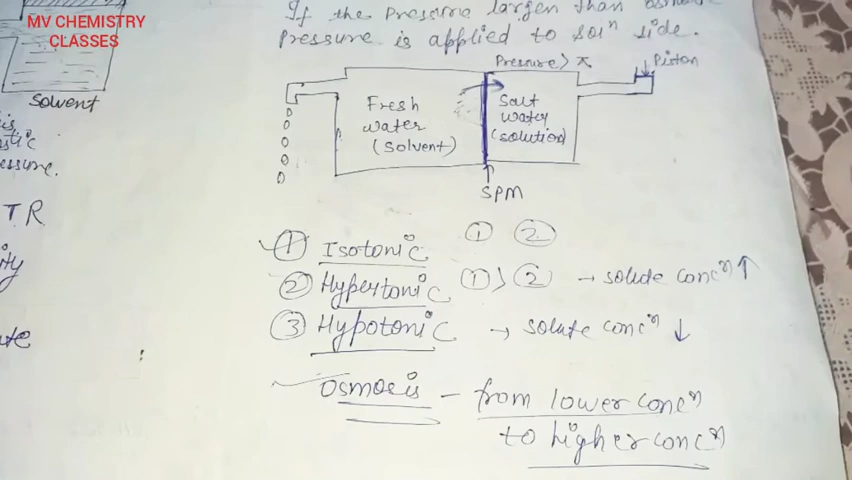 MV CHEMISTRY
CLASSES
Solvent
essure.
TR
If the pressure larger than
pressure is applied to solⁿ side.
Pressure > π
Piston
Fresh
water
(solvent)
Salt
water
(solution)
SPM
① Isotonic ① ②
② Hypertonic ① > ② → solute concⁿ ↑
③ Hypotonic → solute concⁿ ↓
Osmosis – from lower concⁿ
to higher concⁿ